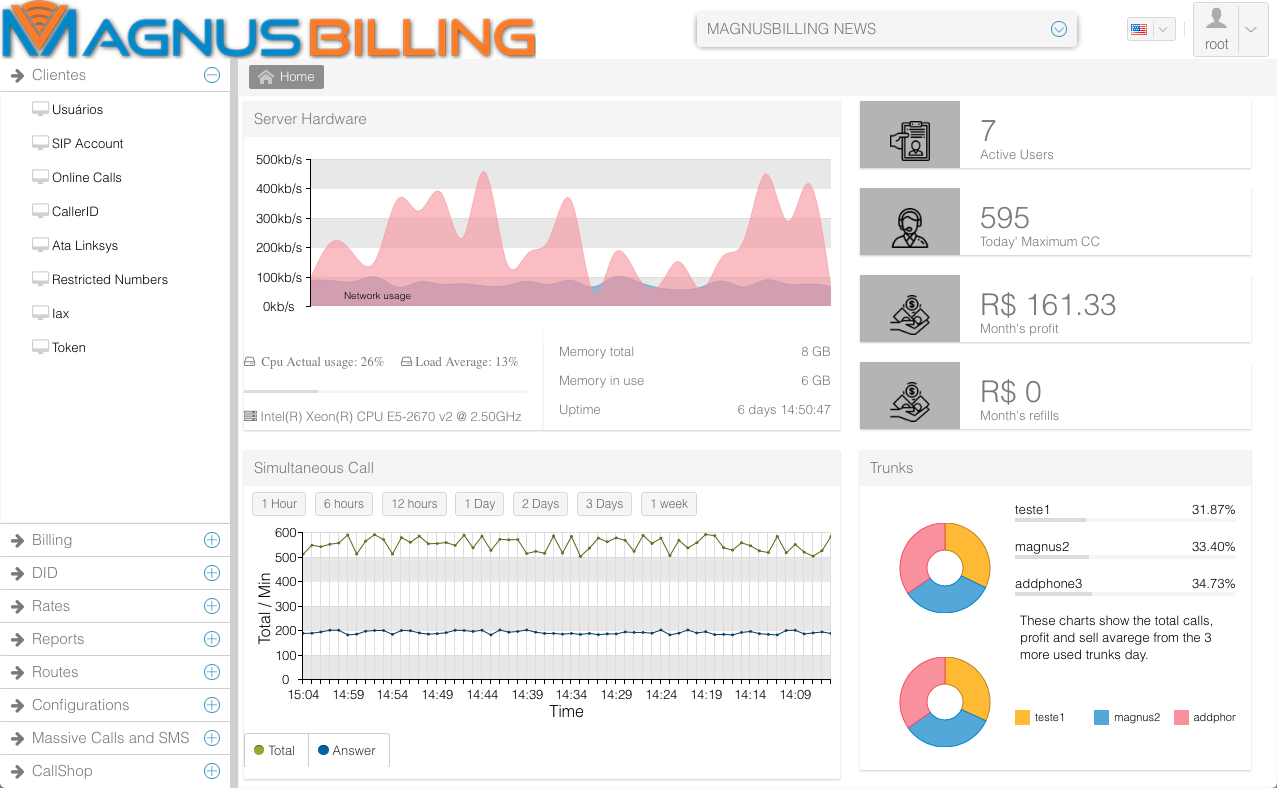 MAGNUSBILLING
MAGNUSBILLING NEWS
root
Clientes
Usuários
SIP Account
Online Calls
CallerID
Ata Linksys
Restricted Numbers
Iax
Token
Billing
DID
Rates
Reports
Routes
Configurations
Massive Calls and SMS
CallShop
Home
Server Hardware
500kb/s
400kb/s
300kb/s
200kb/s
100kb/s
0kb/s
Network usage
Cpu Actual usage: 26% Load Average: 13%
Intel(R) Xeon(R) CPU E5-2670 v2 @ 2.50GHz
Memory total 8 GB
Memory in use 6 GB
Uptime 6 days 14:50:47
7
Active Users
595
Today' Maximum CC
R$ 161.33
Month's profit
R$ 0
Month's refills
Simultaneous Call
1 Hour 6 hours 12 hours 1 Day 2 Days 3 Days 1 week
600
500
400
300
200
100
0
Total / Min
15:04 14:59 14:54 14:49 14:44 14:39 14:34 14:29 14:24 14:19 14:14 14:09
Time
Total Answer
Trunks
teste1 31.87%
magnus2 33.40%
addphone3 34.73%
These charts show the total calls,
profit and sell avarege from the 3
more used trunks day.
teste1 magnus2 addphor